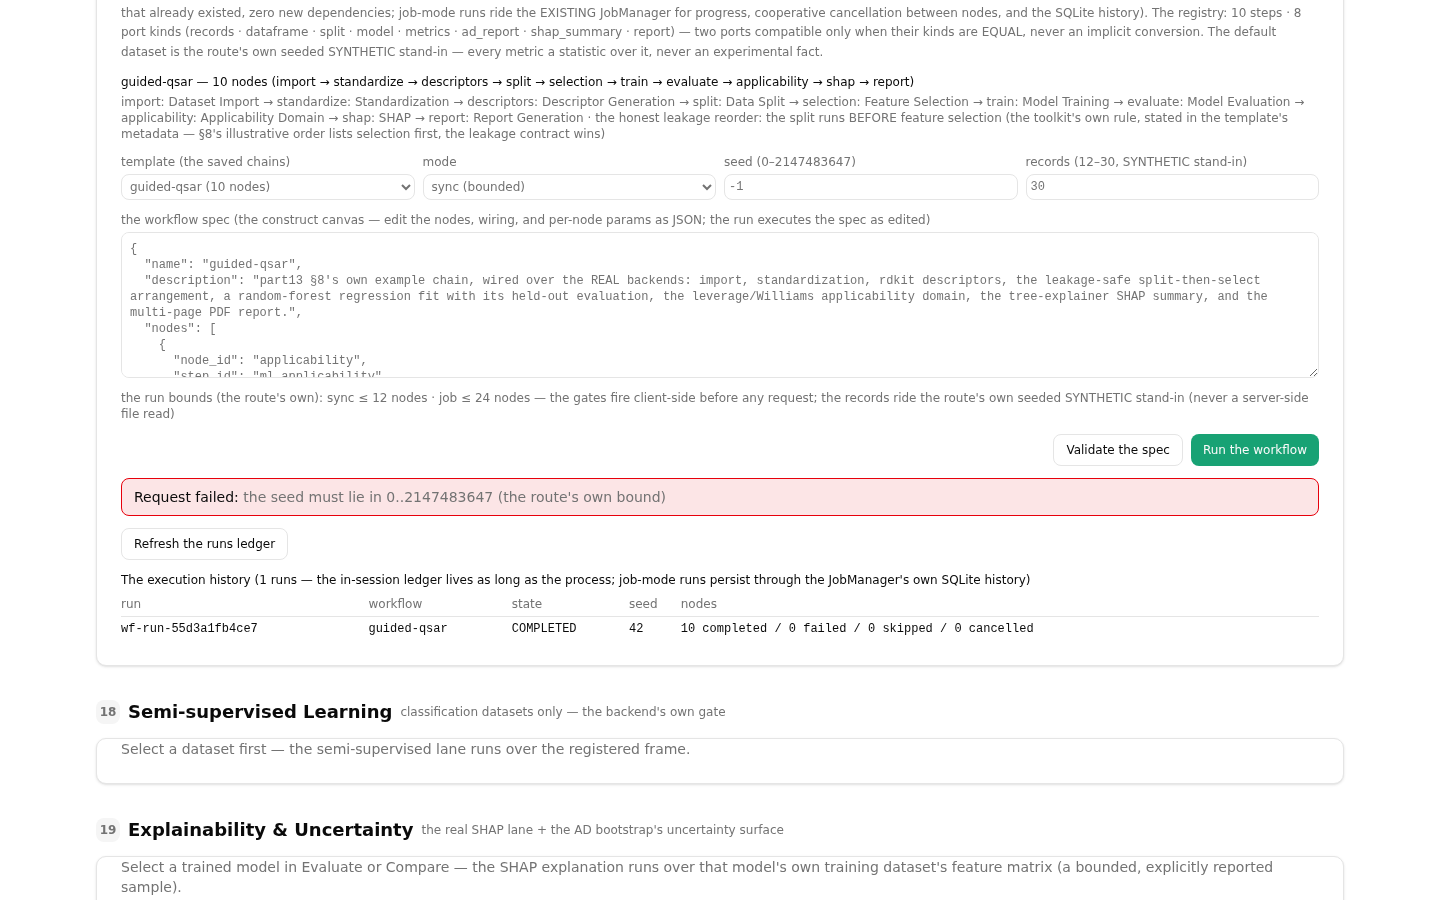 that already existed, zero new dependencies; job-mode runs ride the EXISTING JobManager for progress, cooperative cancellation between nodes, and the SQLite history). The registry: 10 steps · 8
port kinds (records · dataframe · split · model · metrics · ad_report · shap_summary · report) — two ports compatible only when their kinds are EQUAL, never an implicit conversion. The default
dataset is the route's own seeded SYNTHETIC stand-in — every metric a statistic over it, never an experimental fact.
guided-qsar — 10 nodes (import → standardize → descriptors → split → selection → train → evaluate → applicability → shap → report)
import: Dataset Import → standardize: Standardization → descriptors: Descriptor Generation → split: Data Split → selection: Feature Selection → train: Model Training → evaluate: Model Evaluation →
applicability: Applicability Domain → shap: SHAP → report: Report Generation · the honest leakage reorder: the split runs BEFORE feature selection (the toolkit's own rule, stated in the template's
metadata — §8's illustrative order lists selection first, the leakage contract wins)
template (the saved chains) mode seed (0–2147483647) records (12–30, SYNTHETIC stand-in)
guided-qsar (10 nodes) sync (bounded) -1 30
the workflow spec (the construct canvas — edit the nodes, wiring, and per-node params as JSON; the run executes the spec as edited)
{
"name": "guided-qsar",
"description": "part13 §8's own example chain, wired over the REAL backends: import, standardization, rdkit descriptors, the leakage-safe split-then-select
arrangement, a random-forest regression fit with its held-out evaluation, the leverage/Williams applicability domain, the tree-explainer SHAP summary, and the
multi-page PDF report.",
"nodes": [
{
"node_id": "applicability",
"step_id": "ml_applicability"
the run bounds (the route's own): sync ≤ 12 nodes · job ≤ 24 nodes — the gates fire client-side before any request; the records ride the route's own seeded SYNTHETIC stand-in (never a server-side
file read)
Validate the spec Run the workflow
Request failed: the seed must lie in 0..2147483647 (the route's own bound)
Refresh the runs ledger
The execution history (1 runs — the in-session ledger lives as long as the process; job-mode runs persist through the JobManager's own SQLite history)
run workflow state seed nodes
wf-run-55d3a1fb4ce7 guided-qsar COMPLETED 42 10 completed / 0 failed / 0 skipped / 0 cancelled
18 Semi-supervised Learning classification datasets only — the backend's own gate
Select a dataset first — the semi-supervised lane runs over the registered frame.
19 Explainability & Uncertainty the real SHAP lane + the AD bootstrap's uncertainty surface
Select a trained model in Evaluate or Compare — the SHAP explanation runs over that model's own training dataset's feature matrix (a bounded, explicitly reported
sample).